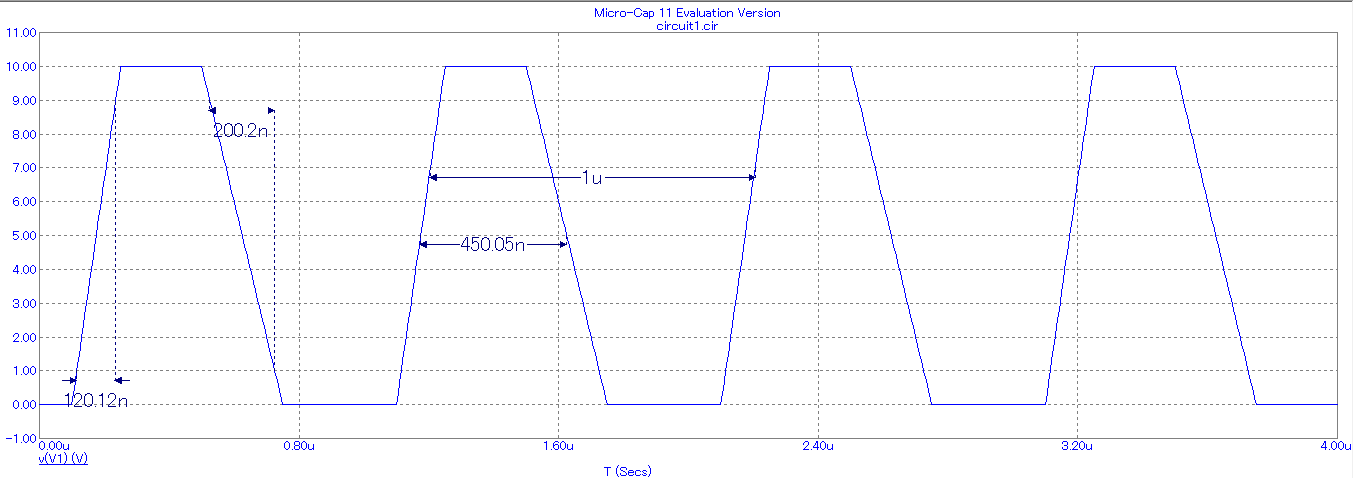 Micro-Cap 11 Evaluation Version
circuit1.cir
11.00
10.00
9.00
8.00
7.00
6.00
5.00
4.00
3.00
2.00
1.00
0.00
-1.00
200.2n
1u
450.05n
120.12n
0.00u 0.80u 1.60u 2.40u 3.20u 4.00u
v(V1) (V)
T (Secs)